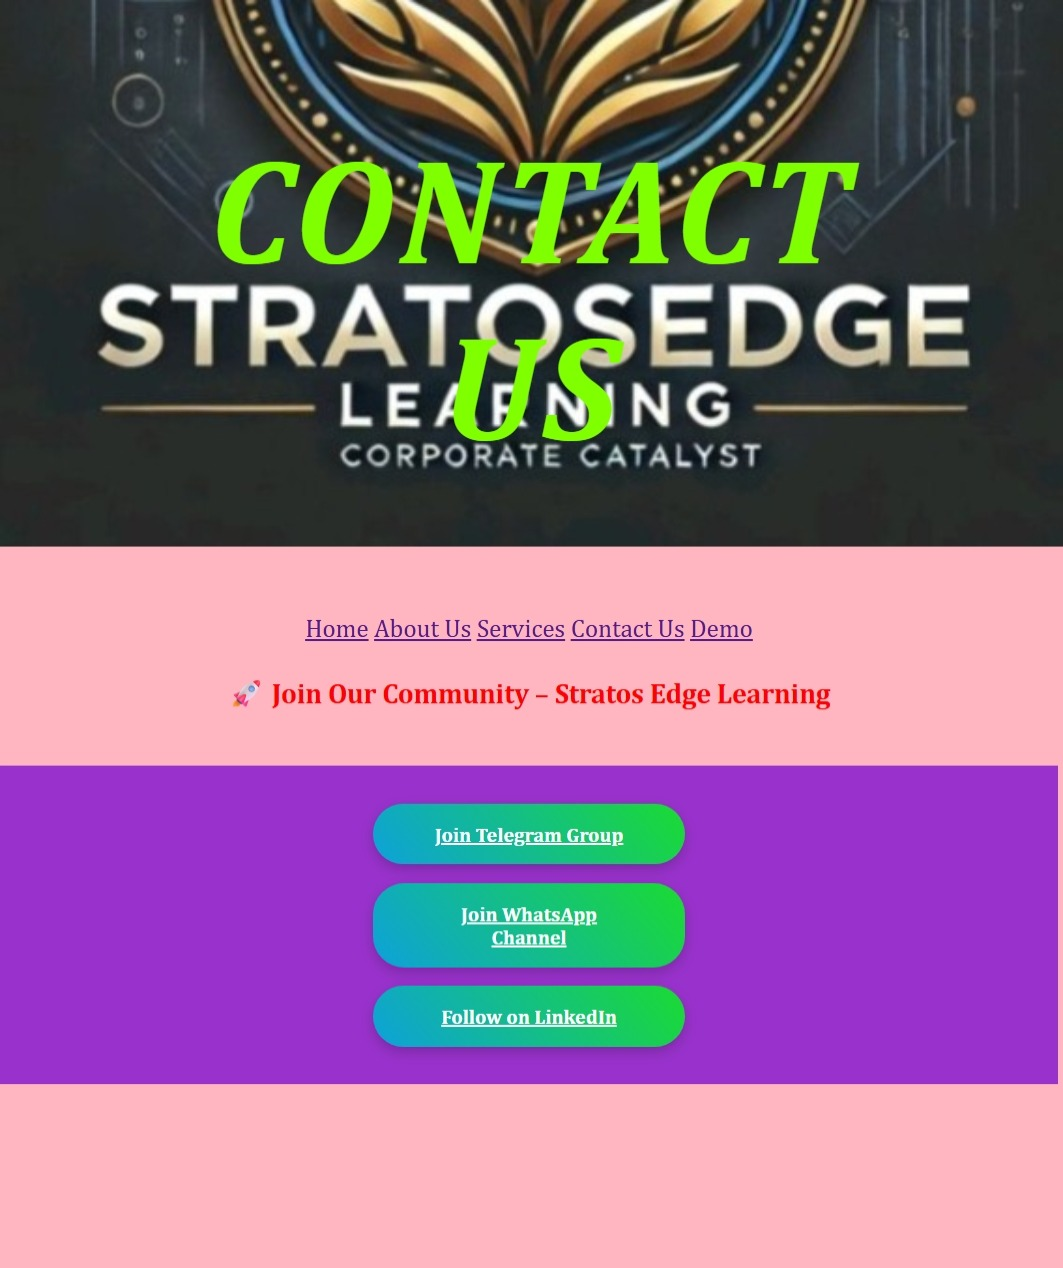 CONTACT
STRATOSEDGE
US
LEARNING
CORPORATE CATALYST
Home About Us Services Contact Us Demo
🚀 Join Our Community – Stratos Edge Learning
Join Telegram Group
Join WhatsApp
Channel
Follow on LinkedIn